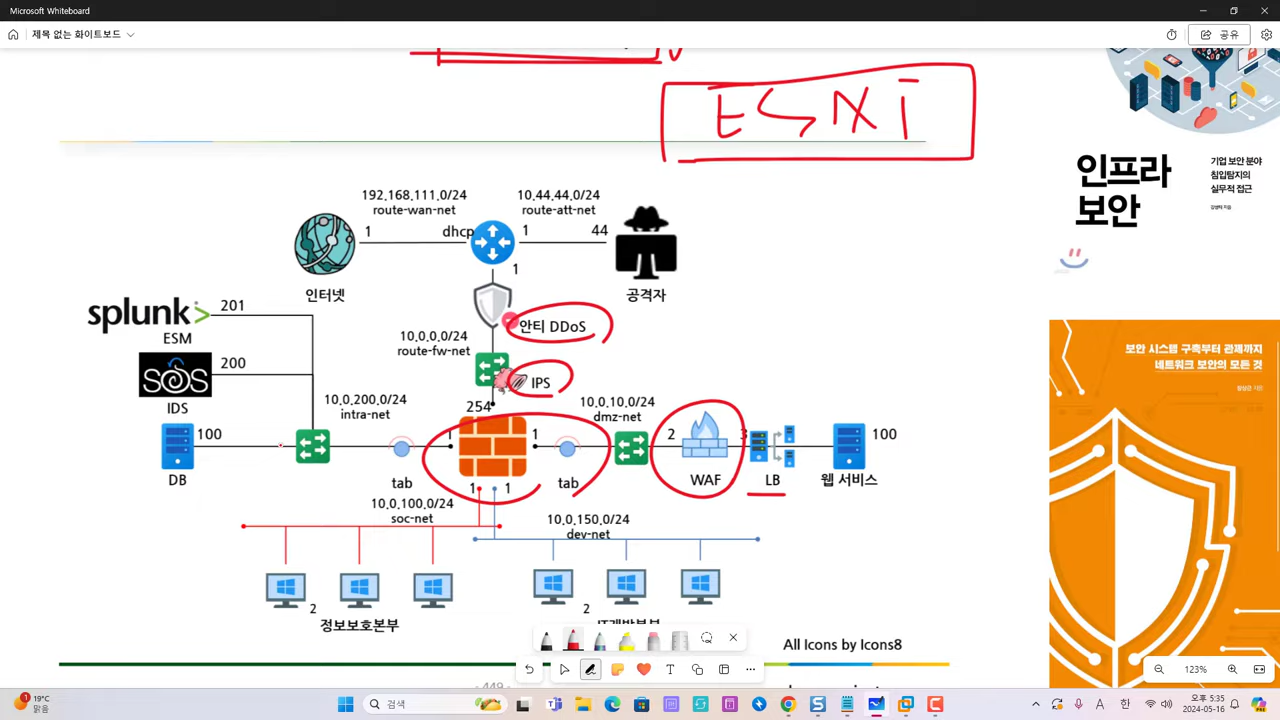 Microsoft Whiteboard
제목 없는 화이트보드
공유
ESXI
192.168.111.0/24
route-wan-net
10.44.44.0/24
route-att-net
1
dhcp
1
44
인터넷
1
공격자
splunk>
201
ESM
안티 DDoS
10.0.0.0/24
route-fw-net
SOS
200
IDS
IPS
10.0.200.0/24
intra-net
254
10.0.10.0/24
dmz-net
100
1
1
2
3
100
DB
tab
tab
WAF
LB
웹 서비스
1
1
10.0.100.0/24
soc-net
10.0.150.0/24
dev-net
2
2
정보보호본부
All Icons by Icons8
449
인프라
보안
기업 보안 분야
침입탐지의
실무적 접근
보안 시스템 구축부터 관제까지
네트워크 보안의 모든 것
123%
19°C
맑음
검색
A
한
오후 5:35
2024-05-16